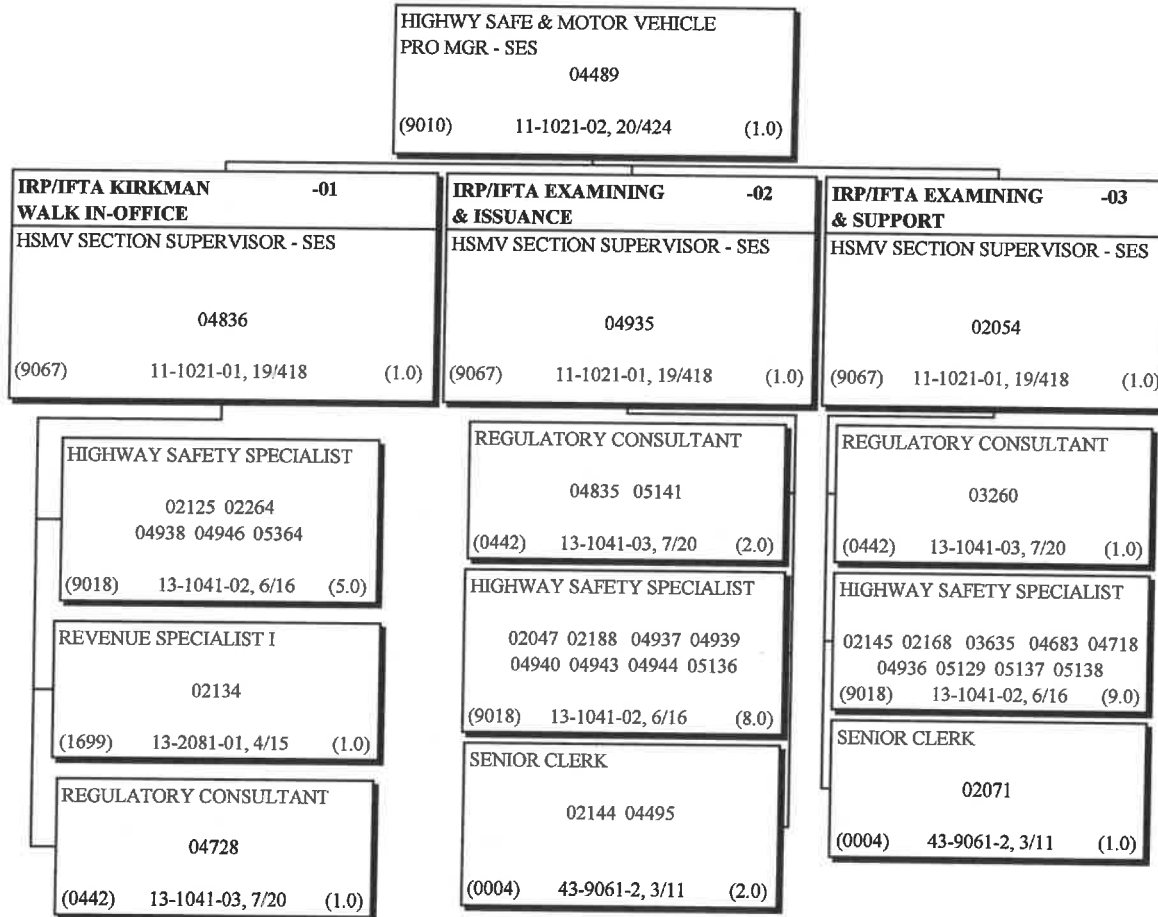 HIGHWY SAFE & MOTOR VEHICLE
PRO MGR - SES
04489
(9010) 11-1021-02, 20/424 (1.0)
IRP/IFTA KIRKMAN -01
WALK IN-OFFICE
HSMV SECTION SUPERVISOR - SES
04836
(9067) 11-1021-01, 19/418 (1.0)
HIGHWAY SAFETY SPECIALIST
02125 02264
04938 04946 05364
(9018) 13-1041-02, 6/16 (5.0)
REVENUE SPECIALIST I
02134
(1699) 13-2081-01, 4/15 (1.0)
REGULATORY CONSULTANT
04728
(0442) 13-1041-03, 7/20 (1.0)
IRP/IFTA EXAMINING -02
& ISSUANCE
HSMV SECTION SUPERVISOR - SES
04935
(9067) 11-1021-01, 19/418 (1.0)
REGULATORY CONSULTANT
04835 05141
(0442) 13-1041-03, 7/20 (2.0)
HIGHWAY SAFETY SPECIALIST
02047 02188 04937 04939
04940 04943 04944 05136
(9018) 13-1041-02, 6/16 (8.0)
SENIOR CLERK
02144 04495
(0004) 43-9061-2, 3/11 (2.0)
IRP/IFTA EXAMINING -03
& SUPPORT
HSMV SECTION SUPERVISOR - SES
02054
(9067) 11-1021-01, 19/418 (1.0)
REGULATORY CONSULTANT
03260
(0442) 13-1041-03, 7/20 (1.0)
HIGHWAY SAFETY SPECIALIST
02145 02168 03635 04683 04718
04936 05129 05137 05138
(9018) 13-1041-02, 6/16 (9.0)
SENIOR CLERK
02071
(0004) 43-9061-2, 3/11 (1.0)